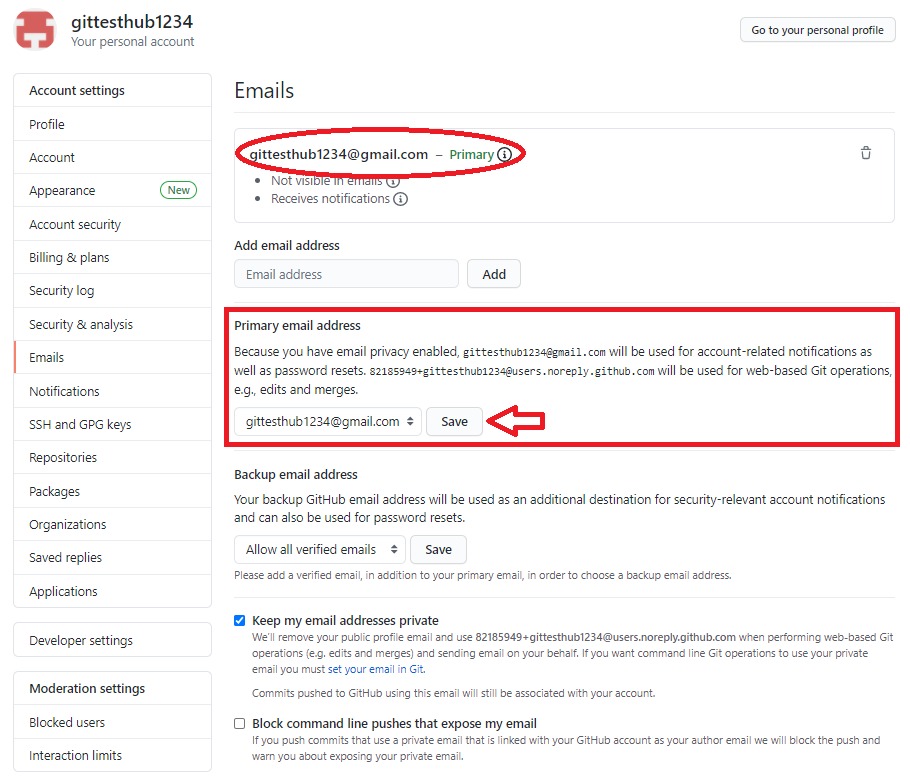 gittesthub1234
Your personal account
Go to your personal profile
Account settings
Profile
Account
Appearance New
Account security
Billing & plans
Security log
Security & analysis
Emails
Notifications
SSH and GPG keys
Repositories
Packages
Organizations
Saved replies
Applications
Developer settings
Moderation settings
Blocked users
Interaction limits
Emails
gittesthub1234@gmail.com – Primary
Not visible in emails
Receives notifications
Add email address
Email address Add
Primary email address
Because you have email privacy enabled, gittesthub1234@gmail.com will be used for account-related notifications as
well as password resets. 82185949+gittesthub1234@users.noreply.github.com will be used for web-based Git operations,
e.g., edits and merges.
gittesthub1234@gmail.com Save
Backup email address
Your backup GitHub email address will be used as an additional destination for security-relevant account notifications
and can also be used for password resets.
Allow all verified emails Save
Please add a verified email, in addition to your primary email, in order to choose a backup email address.
Keep my email addresses private
We'll remove your public profile email and use 82185949+gittesthub1234@users.noreply.github.com when performing web-based Git
operations (e.g. edits and merges) and sending email on your behalf. If you want command line Git operations to use your private
email you must set your email in Git.
Commits pushed to GitHub using this email will still be associated with your account.
Block command line pushes that expose my email
If you push commits that use a private email that is linked with your GitHub account as your author email we will block the push and
warn you about exposing your private email.